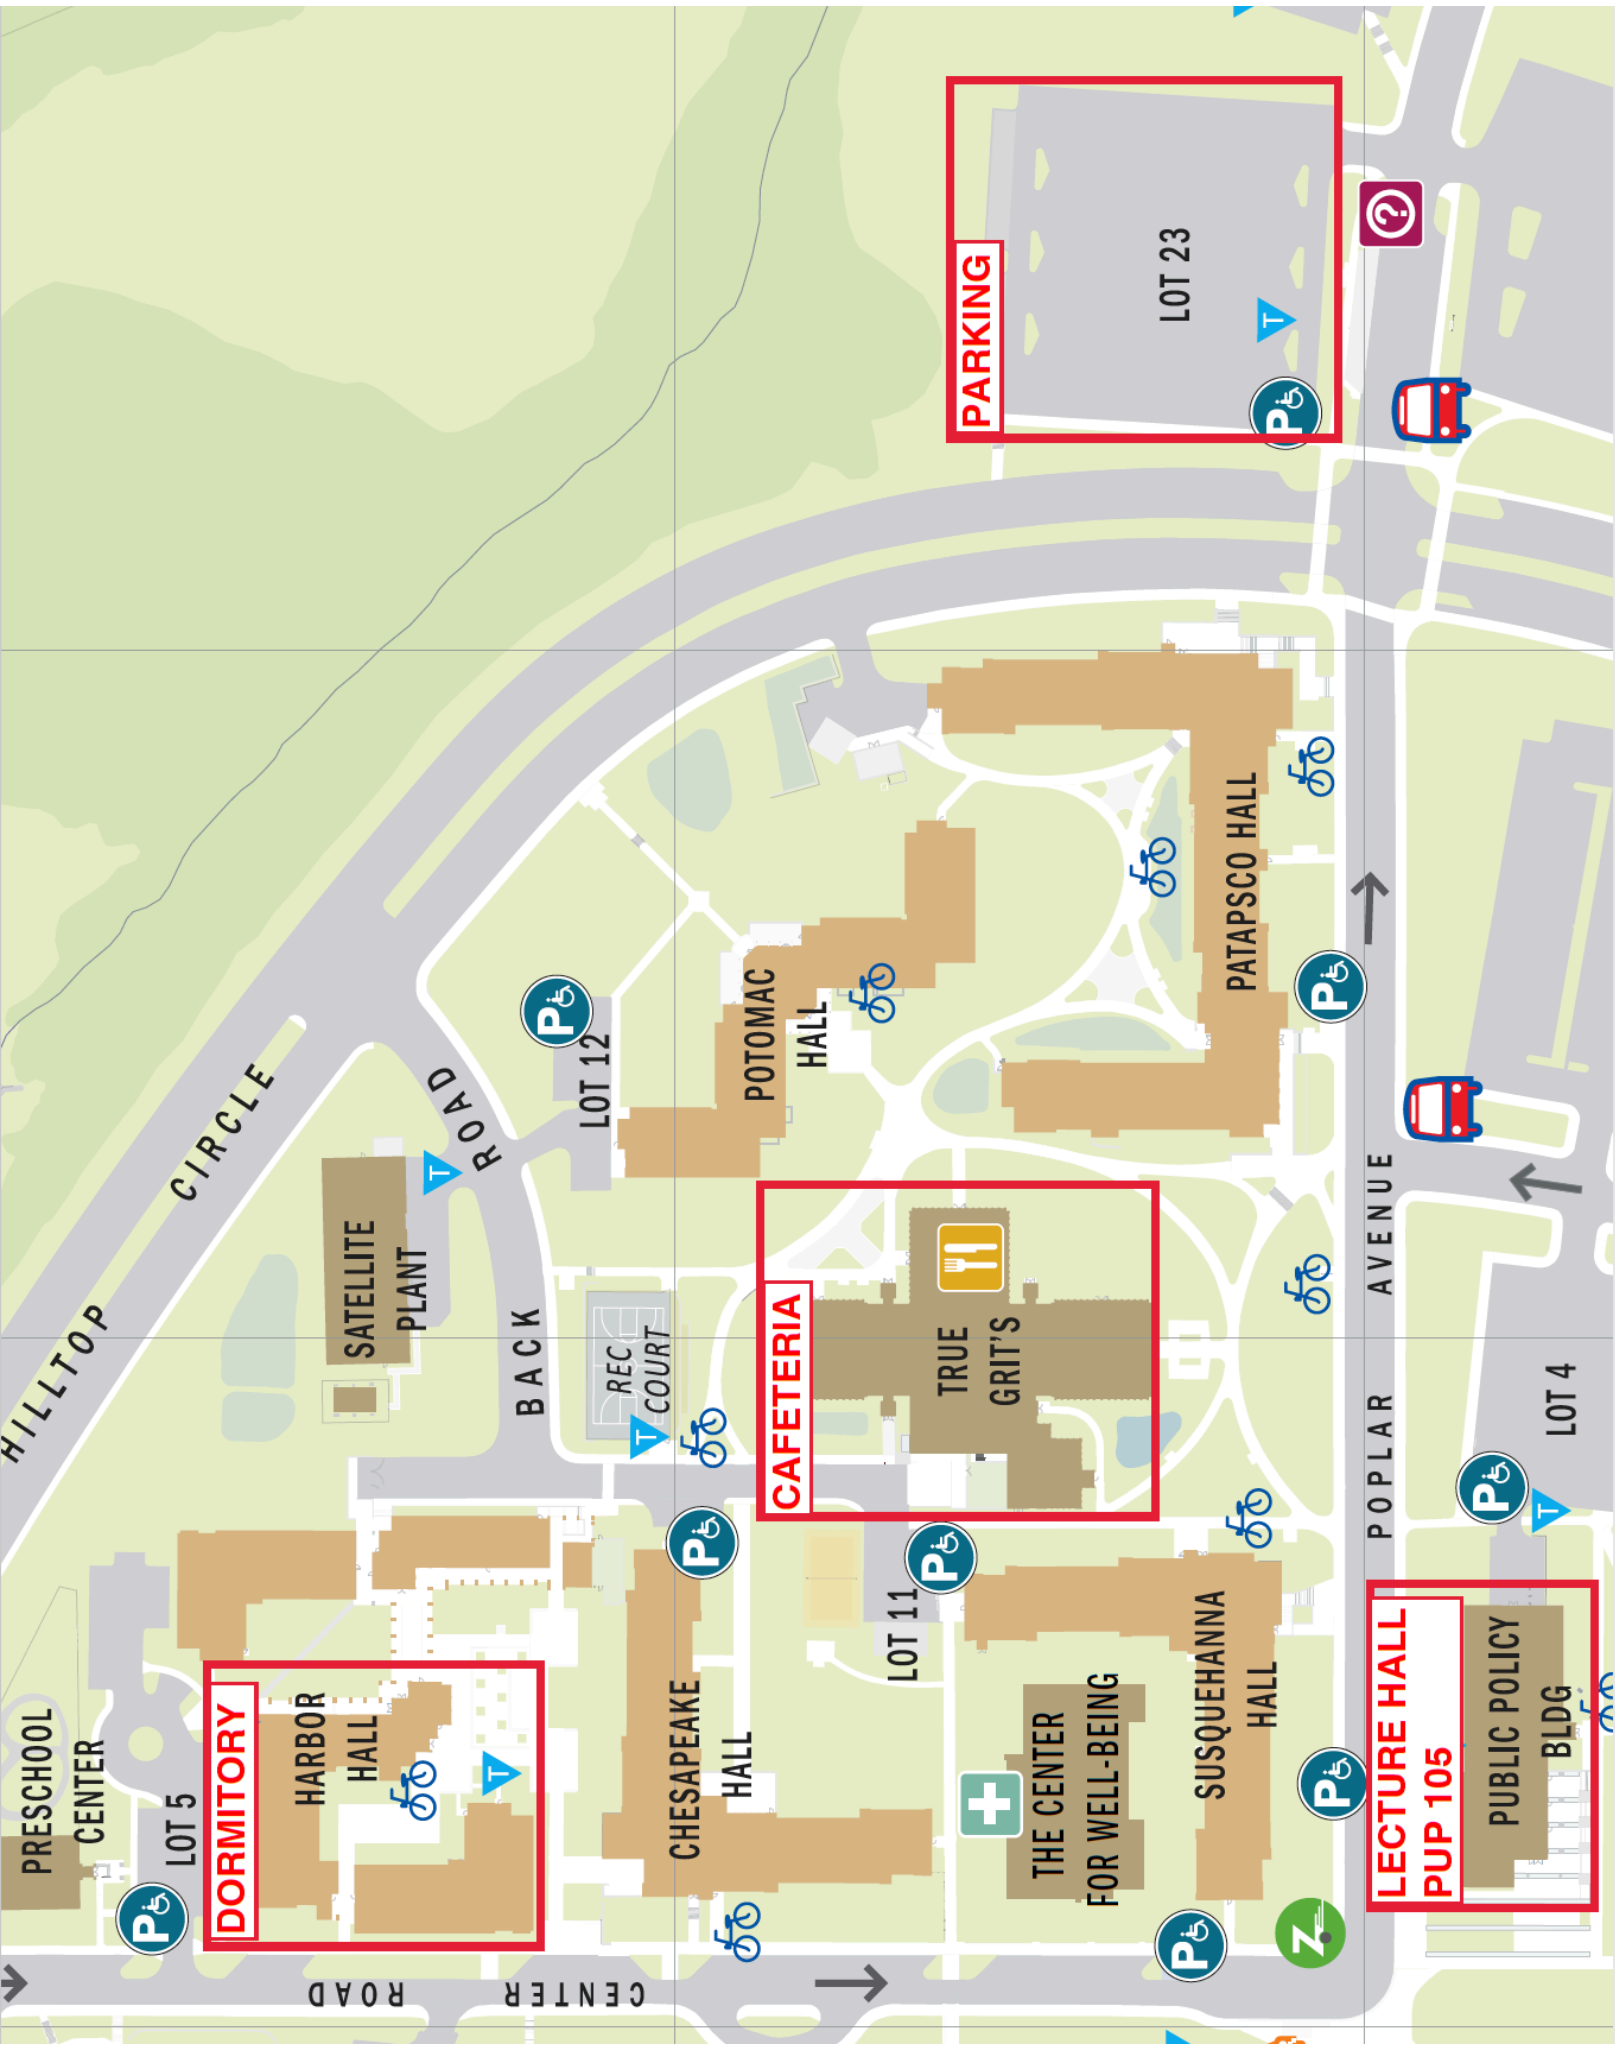 LOT 23
PARKING
PATAPSCO HALL
POTOMAC
HALL
LOT 12
HILLTOP CIRCLE
BACK ROAD
SATELLITE
PLANT
REC
COURT
CAFETERIA
TRUE
GRIT'S
POPLAR AVENUE
LOT 4
LOT 11
LECTURE HALL
PUP 105
PUBLIC POLICY
BLDG
SUSQUEHANNA
HALL
THE CENTER
FOR WELL-BEING
CHESAPEAKE
HALL
DORMITORY
HARBOR
HALL
LOT 5
PRESCHOOL
CENTER
CENTER ROAD
P
P
P
P
P
P
P
P
P
T
T
T
T
T
Z
?